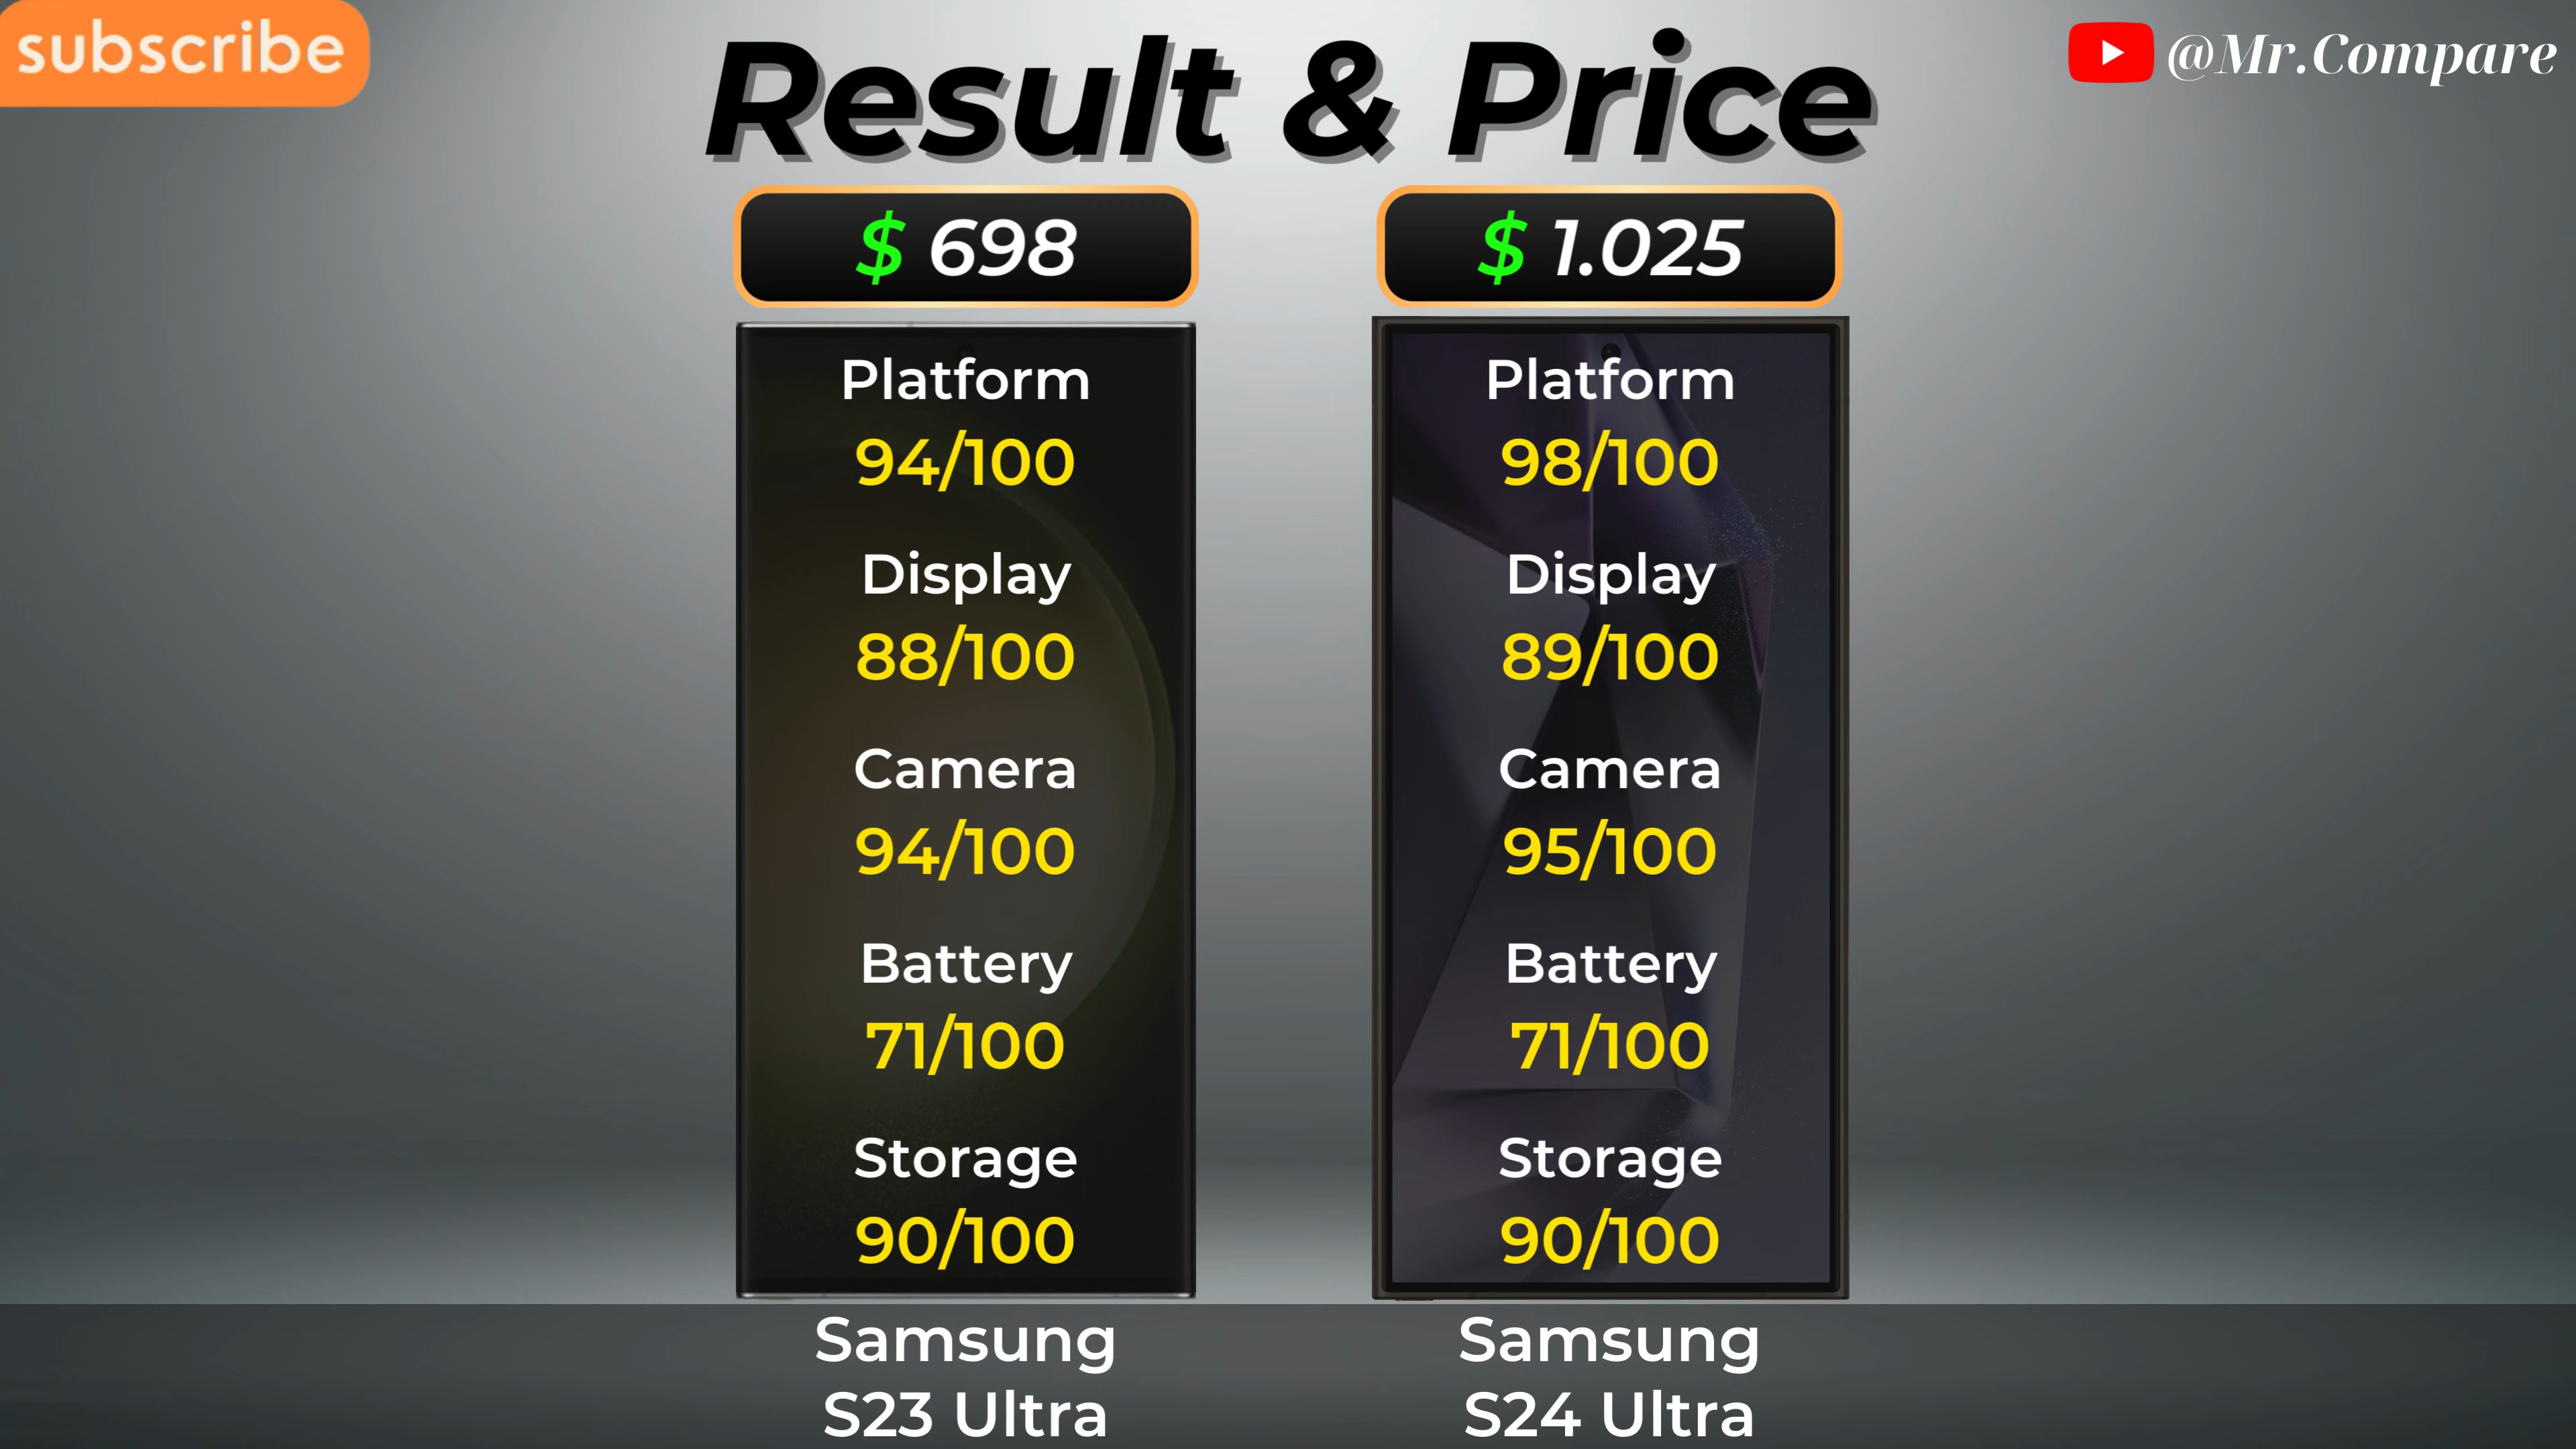 subscribe
Result & Price
@Mr.Compare
$ 698
$ 1.025
Platform
94/100
Display
88/100
Camera
94/100
Battery
71/100
Storage
90/100
Samsung
S23 Ultra
Platform
98/100
Display
89/100
Camera
95/100
Battery
71/100
Storage
90/100
Samsung
S24 Ultra